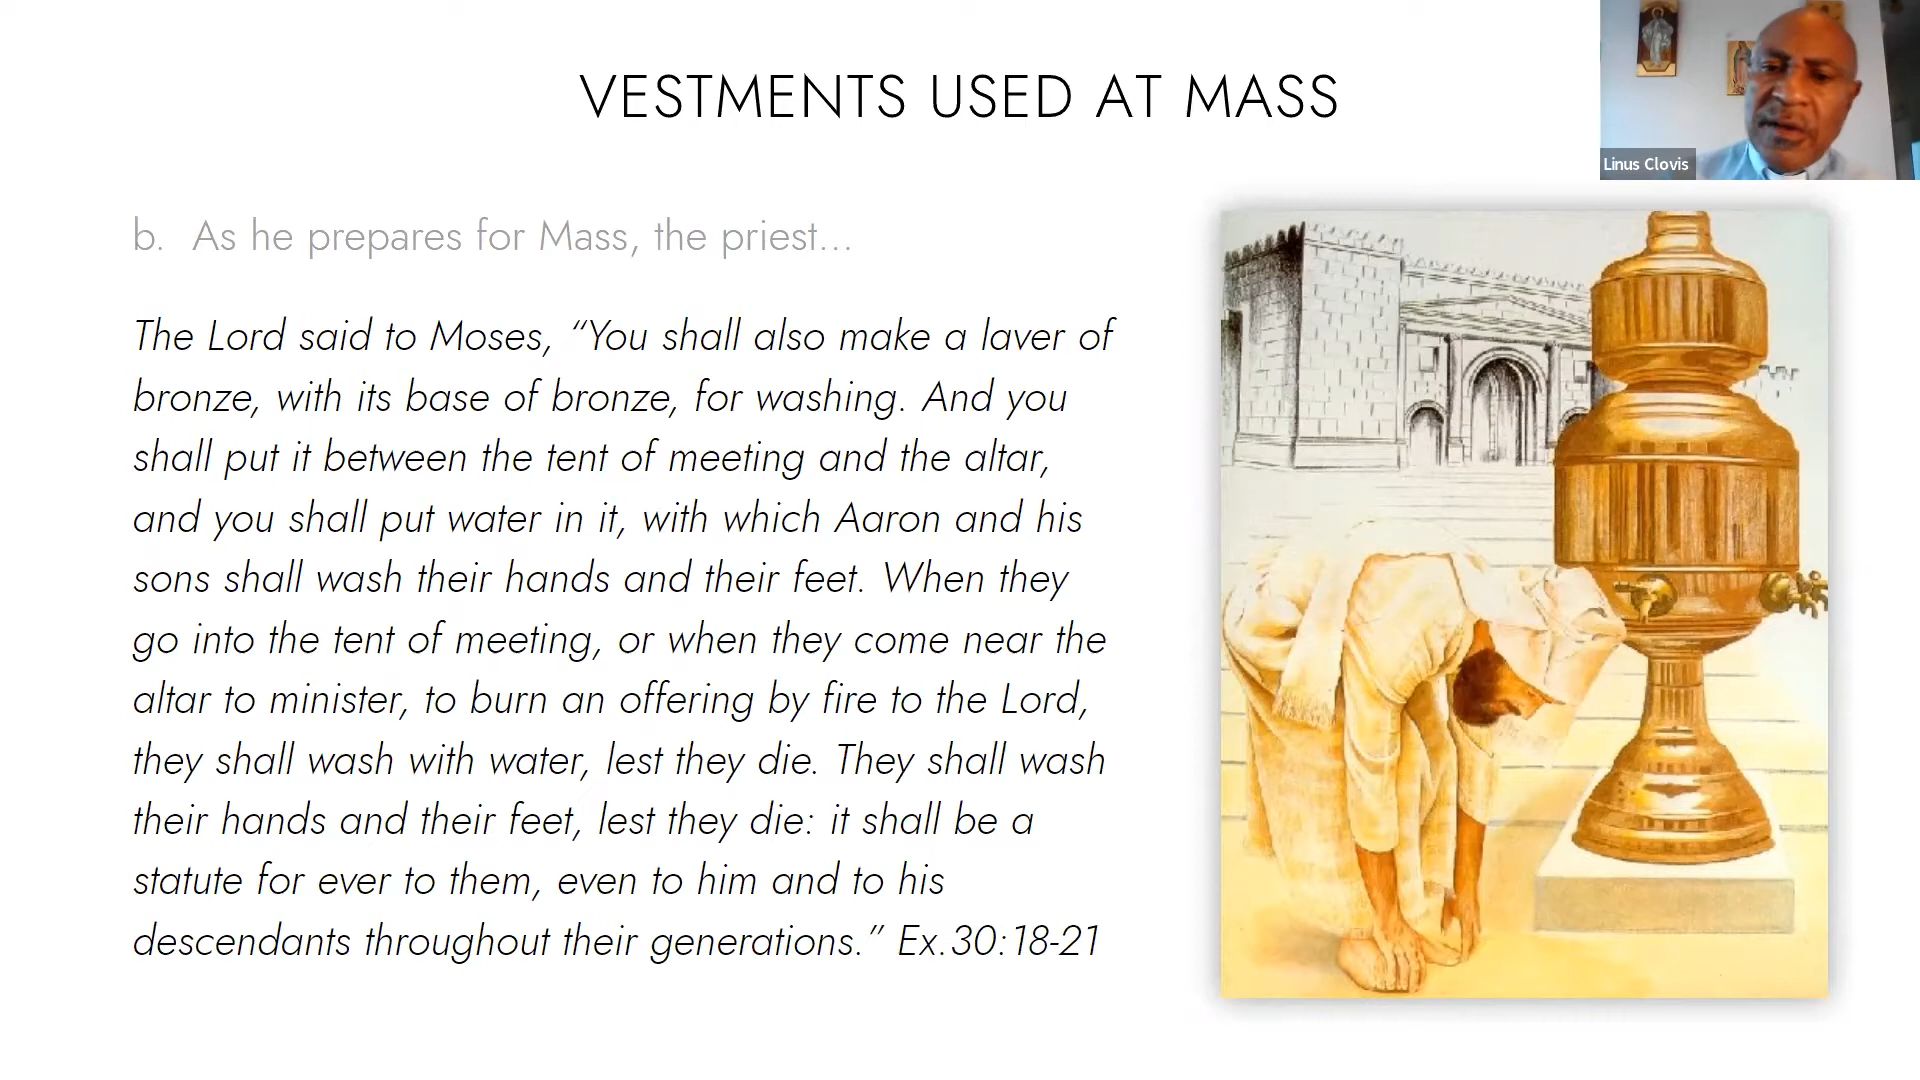 VESTMENTS USED AT MASS
Linus Clovis
b. As he prepares for Mass, the priest...
The Lord said to Moses, “You shall also make a laver of
bronze, with its base of bronze, for washing. And you
shall put it between the tent of meeting and the altar,
and you shall put water in it, with which Aaron and his
sons shall wash their hands and their feet. When they
go into the tent of meeting, or when they come near the
altar to minister, to burn an offering by fire to the Lord,
they shall wash with water, lest they die. They shall wash
their hands and their feet, lest they die: it shall be a
statute for ever to them, even to him and to his
descendants throughout their generations.” Ex.30:18-21